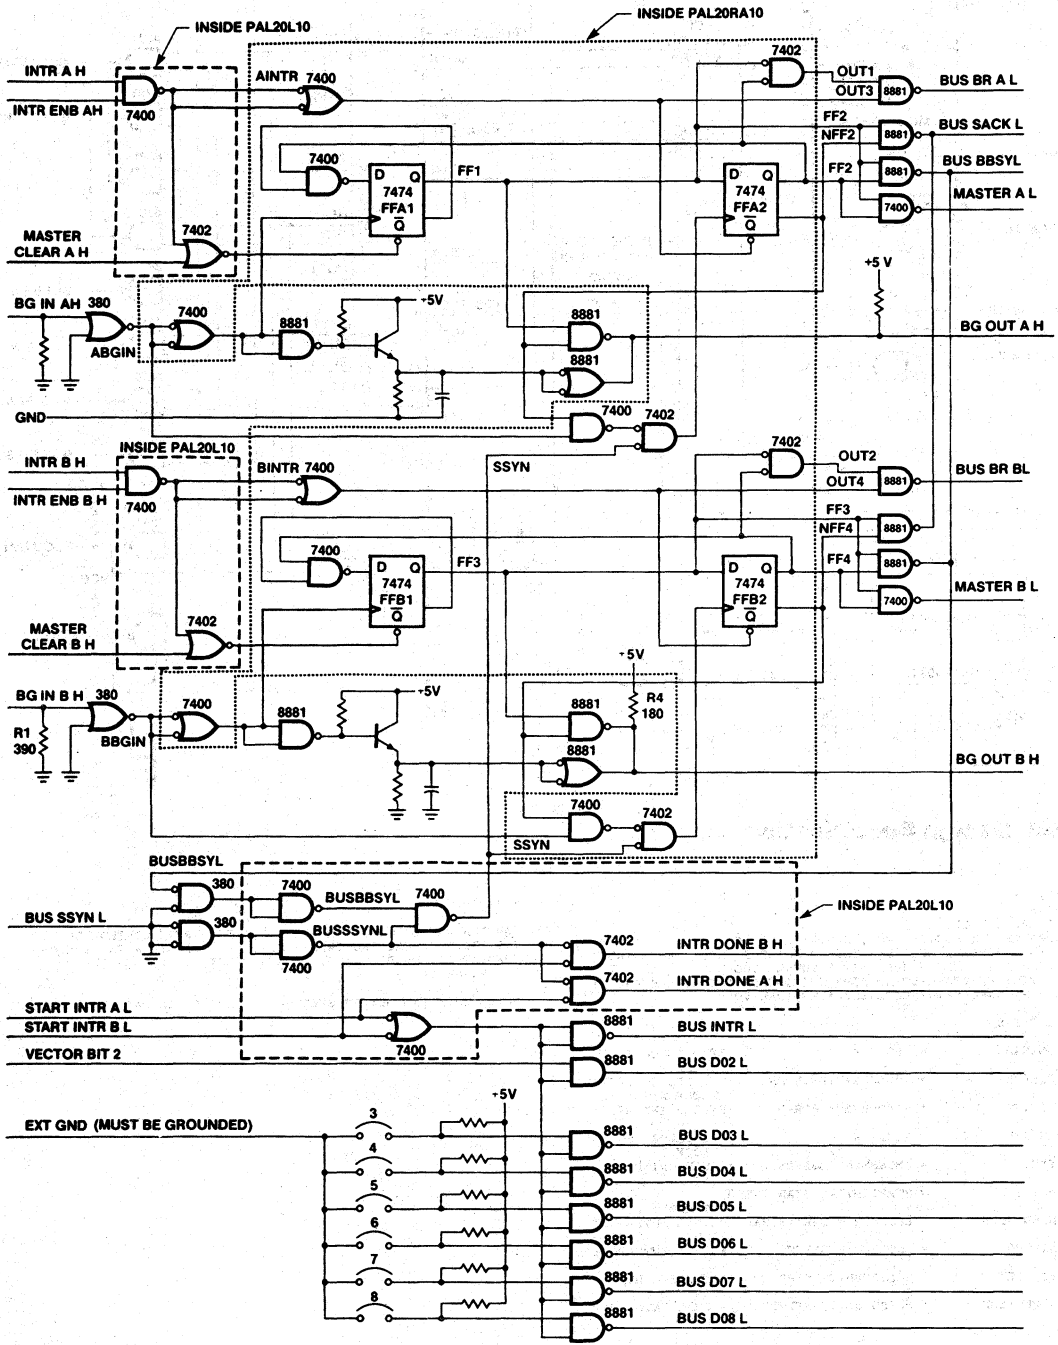 INSIDE PAL20L10
INSIDE PAL20RA10
INTR A H
INTR ENB AH
7400
AINTR
7400
7402
OUT1
OUT3
8881
BUS BR A L
FF2
NFF2
8881
BUS SACK L
FF2
8881
BUS BBSYL
7400
MASTER A L
7400
D Q
7474
FFA1
Q
FF1
D Q
7474
FFA2
Q
MASTER
CLEAR A H
7402
+5 V
BG IN AH
380
7400
ABGIN
8881
+5V
8881
8881
BG OUT A H
GND
7400
7402
SSYN
INSIDE PAL20L10
INTR B H
INTR ENB B H
7400
BINTR
7400
7402
OUT2
OUT4
8881
BUS BR BL
FF3
NFF4
8881
FF4
8881
7400
MASTER B L
7400
D Q
7474
FFB1
Q
FF3
D Q
7474
FFB2
Q
MASTER
CLEAR B H
7402
BG IN B H
380
R1
390
7400
BBGIN
8881
+5V
+5V
R4
180
8881
8881
BG OUT B H
7400
7402
SSYN
BUSBBSYL
380
7400
BUSBBSYL
7400
INSIDE PAL20L10
BUS SSYN L
380
BUSSSYNL
7400
7402
INTR DONE B H
7402
INTR DONE A H
START INTR A L
START INTR B L
7400
8881
BUS INTR L
VECTOR BIT 2
8881
BUS D02 L
+5V
EXT GND (MUST BE GROUNDED)
3
8881
BUS D03 L
4
8881
BUS D04 L
5
8881
BUS D05 L
6
8881
BUS D06 L
7
8881
BUS D07 L
8
8881
BUS D08 L